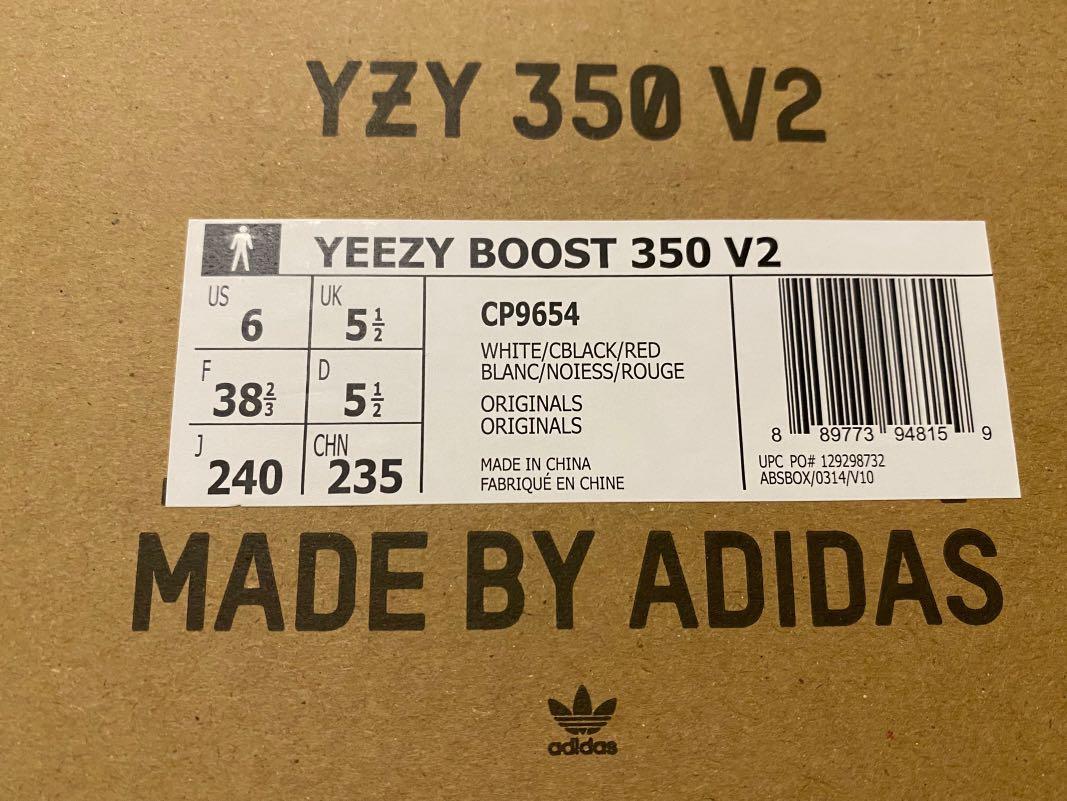 YZY 350 V2
YEEZY BOOST 350 V2
US 6 UK 5 1/2
F 38 2/3 D 5 1/2
J 240 CHN 235
CP9654
WHITE/CBLACK/RED
BLANC/NOIESS/ROUGE
ORIGINALS
ORIGINALS
MADE IN CHINA
FABRIQUÉ EN CHINE
8 89773 94815 9
UPC PO# 129298732
ABSBOX/0314/V10
MADE BY ADIDAS
adidas